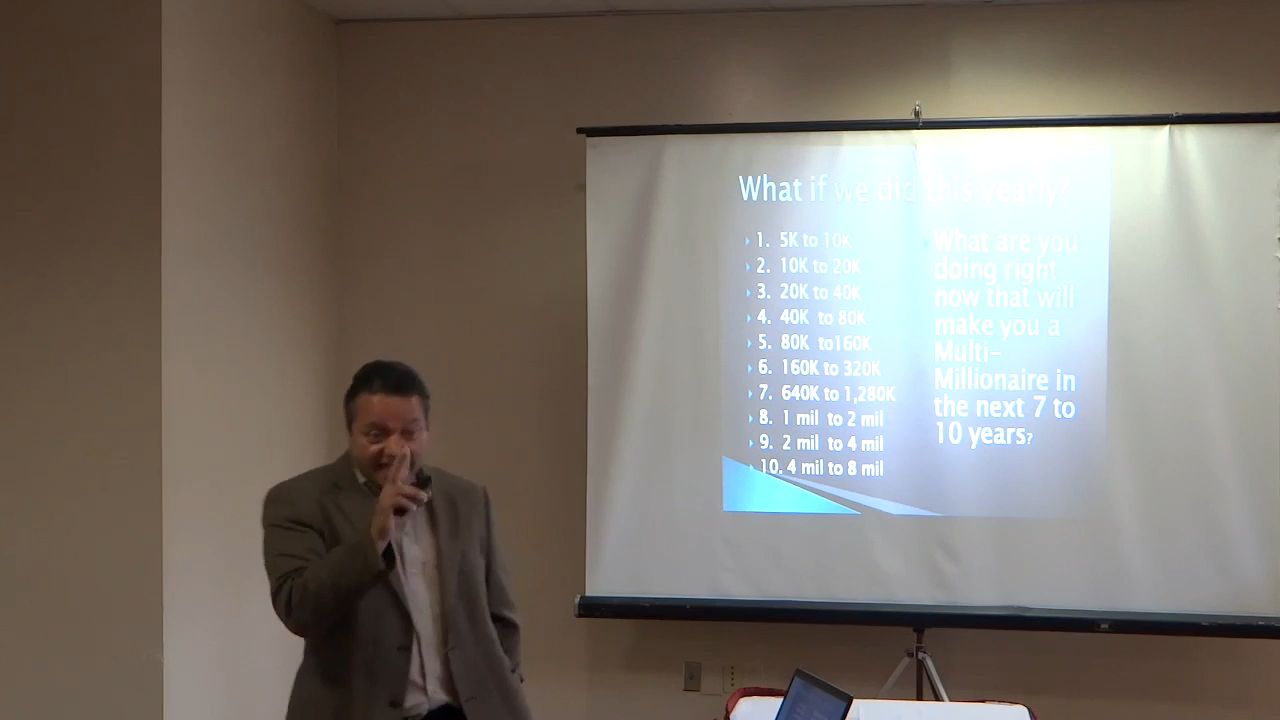 What if we did this yearly?
1. 5K to 10K
2. 10K to 20K
3. 20K to 40K
4. 40K to 80K
5. 80K to160K
6. 160K to 320K
7. 640K to 1,280K
8. 1 mil to 2 mil
9. 2 mil to 4 mil
10. 4 mil to 8 mil
What are you
doing right
now that will
make you a
Multi-
Millionaire in
the next 7 to
10 years?